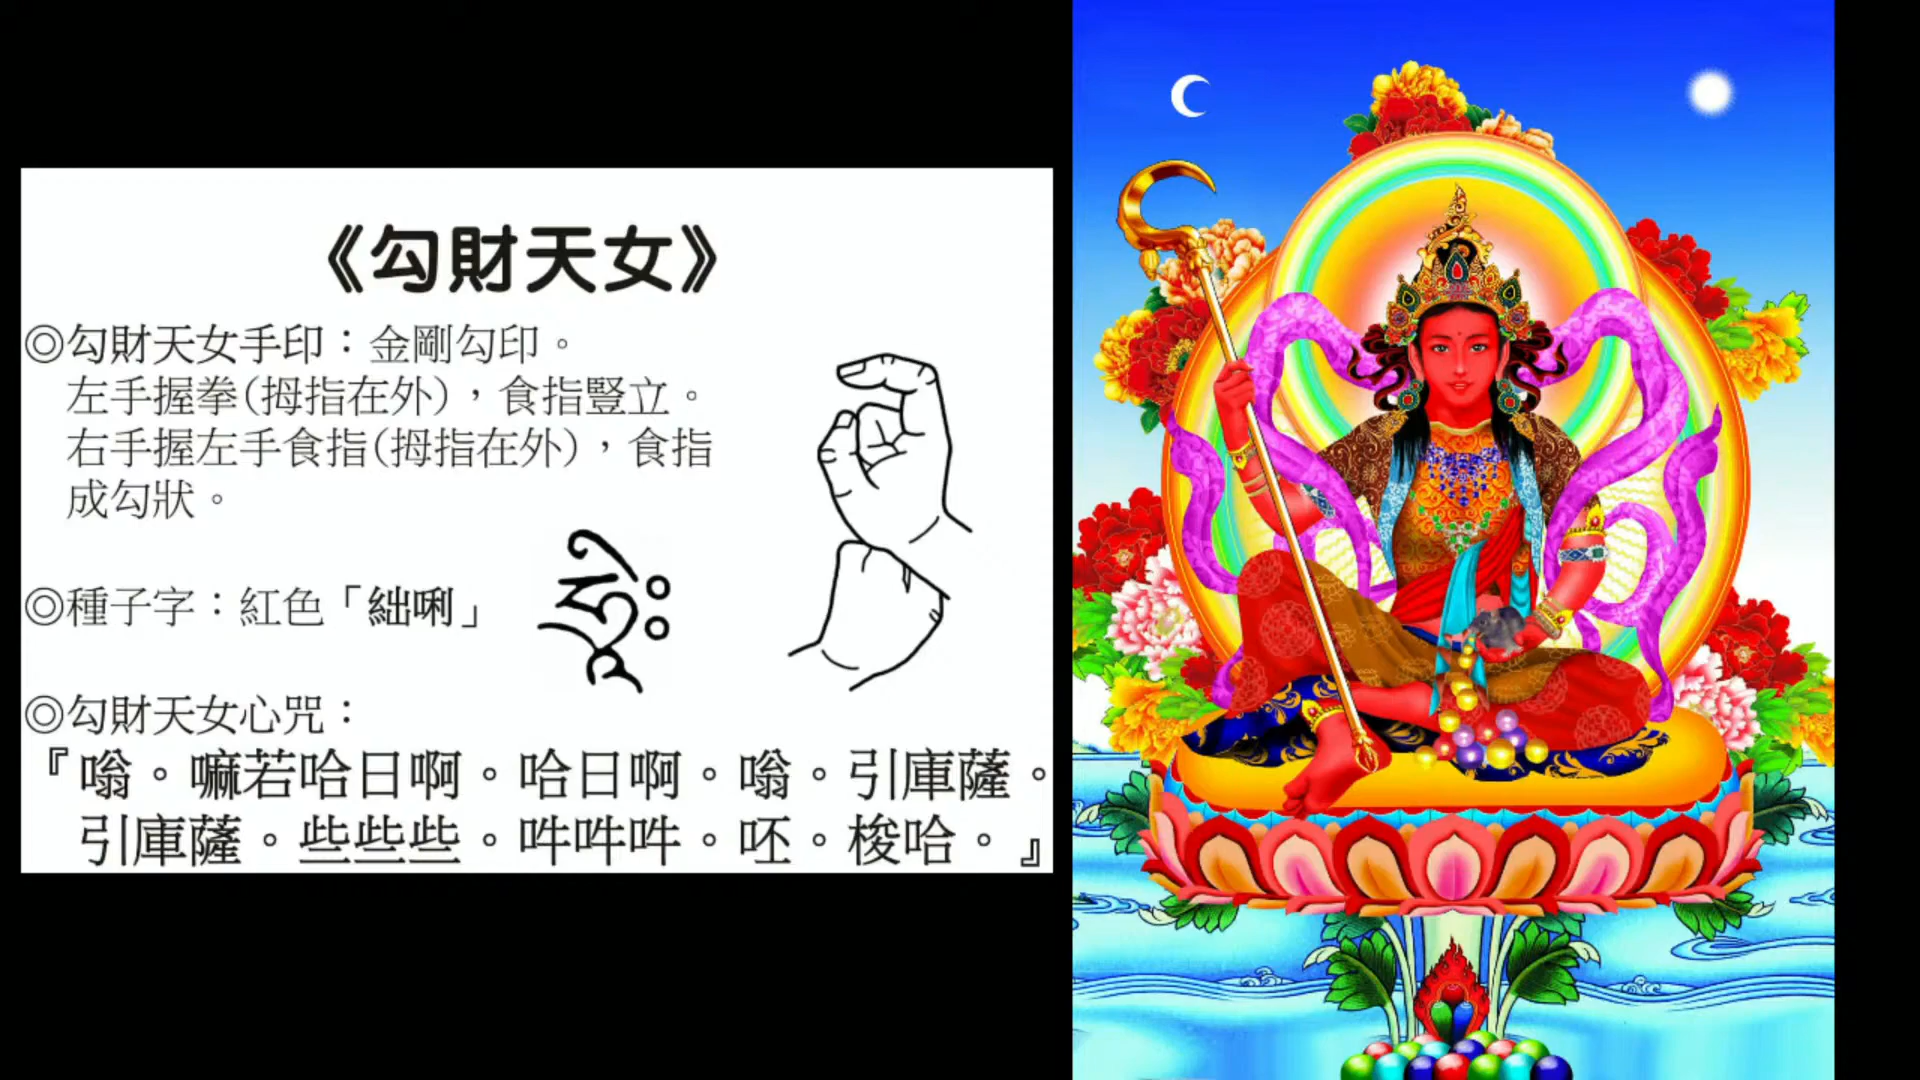 《勾財天女》
◎勾財天女手印：金剛勾印。
左手握拳(拇指在外)，食指豎立。
右手握左手食指(拇指在外)，食指
成勾狀。
◎種子字：紅色「絀唎」
◎勾財天女心咒：
『嗡。嘛若哈日啊。哈日啊。嗡。引庫薩。
引庫薩。些些些。吽吽吽。呸。梭哈。』